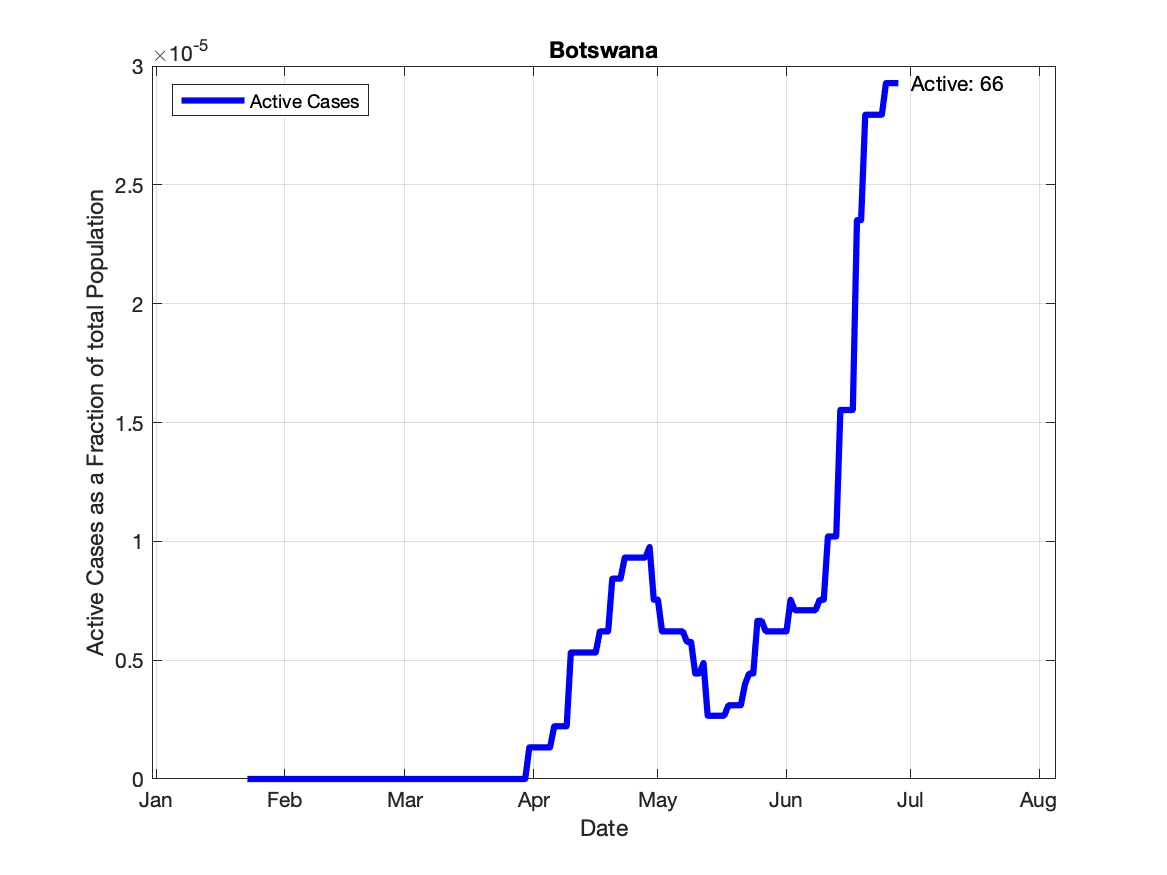 Botswana
×10-5
3
2.5
2
1.5
1
0.5
0
Active Cases as a Fraction of total Population
Active Cases
Active: 66
Jan Feb Mar Apr May Jun Jul Aug
Date